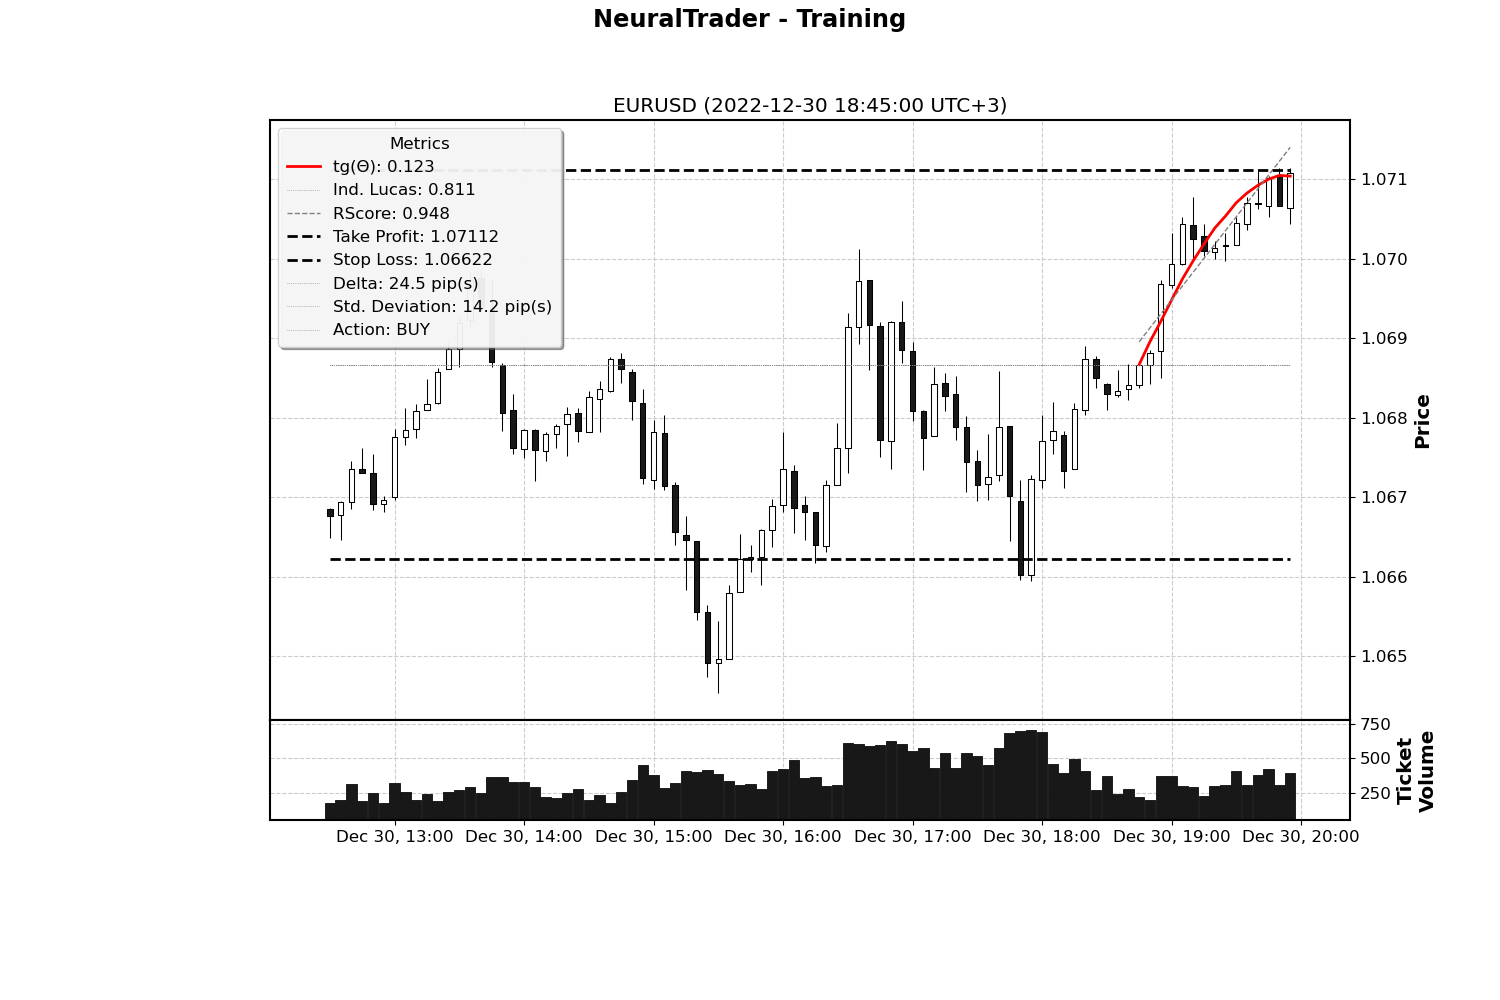 NeuralTrader - Training
EURUSD (2022-12-30 18:45:00 UTC+3)
Metrics
tg(Θ): 0.123
Ind. Lucas: 0.811
RScore: 0.948
Take Profit: 1.07112
Stop Loss: 1.06622
Delta: 24.5 pip(s)
Std. Deviation: 14.2 pip(s)
Action: BUY
1.071
1.070
1.069
1.068
1.067
1.066
1.065
Price
750
500
250
Ticket
Volume
Dec 30, 13:00 Dec 30, 14:00 Dec 30, 15:00 Dec 30, 16:00 Dec 30, 17:00 Dec 30, 18:00 Dec 30, 19:00 Dec 30, 20:00